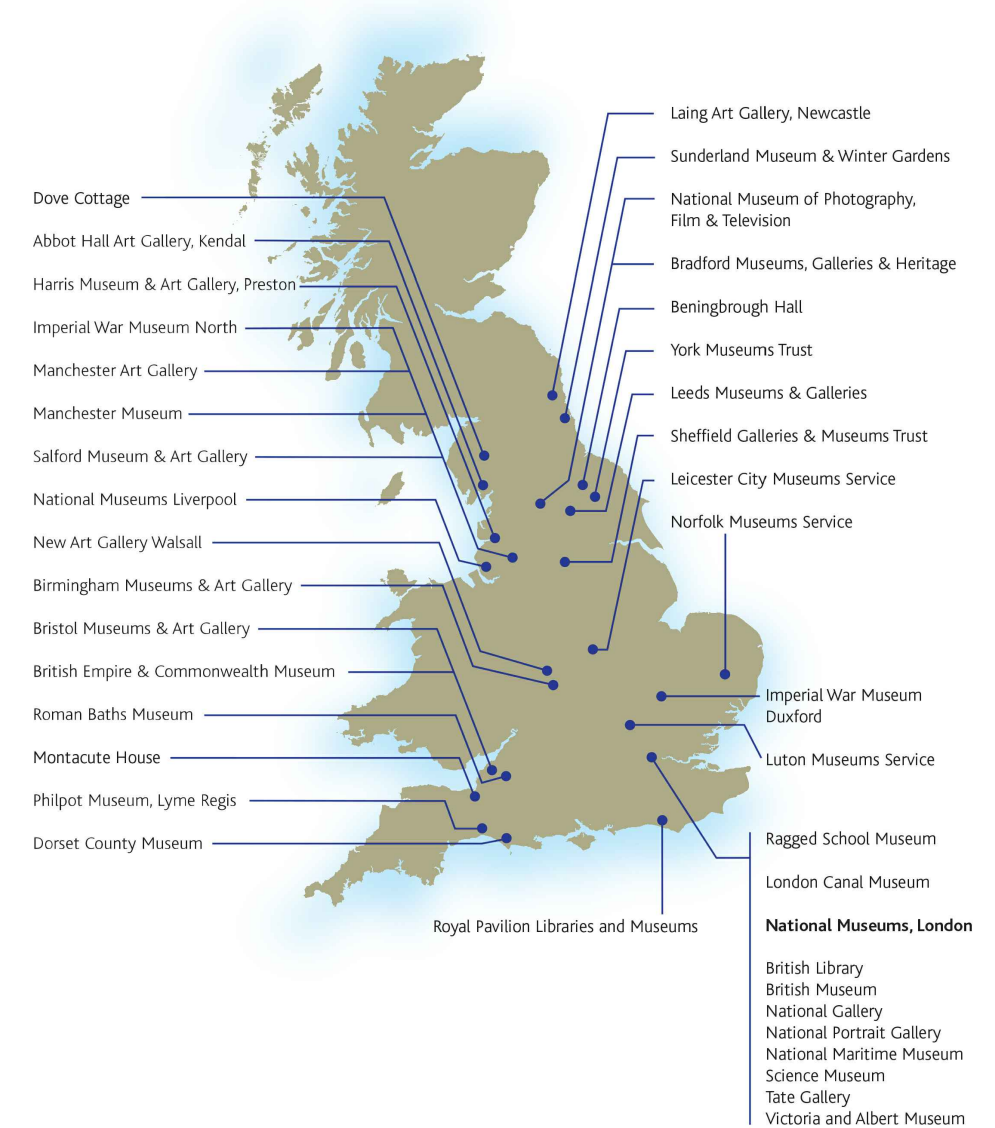 Dove Cottage
Abbot Hall Art Gallery, Kendal
Harris Museum & Art Gallery, Preston
Imperial War Museum North
Manchester Art Gallery
Manchester Museum
Salford Museum & Art Gallery
National Museums Liverpool
New Art Gallery Walsall
Birmingham Museums & Art Gallery
Bristol Museums & Art Gallery
British Empire & Commonwealth Museum
Roman Baths Museum
Montacute House
Philpot Museum, Lyme Regis
Dorset County Museum
Laing Art Gallery, Newcastle
Sunderland Museum & Winter Gardens
National Museum of Photography,
Film & Television
Bradford Museums, Galleries & Heritage
Beningbrough Hall
York Museums Trust
Leeds Museums & Galleries
Sheffield Galleries & Museums Trust
Leicester City Museums Service
Norfolk Museums Service
Imperial War Museum
Duxford
Luton Museums Service
Ragged School Museum
London Canal Museum
National Museums, London
British Library
British Museum
National Gallery
National Portrait Gallery
National Maritime Museum
Science Museum
Tate Gallery
Victoria and Albert Museum
Royal Pavilion Libraries and Museums